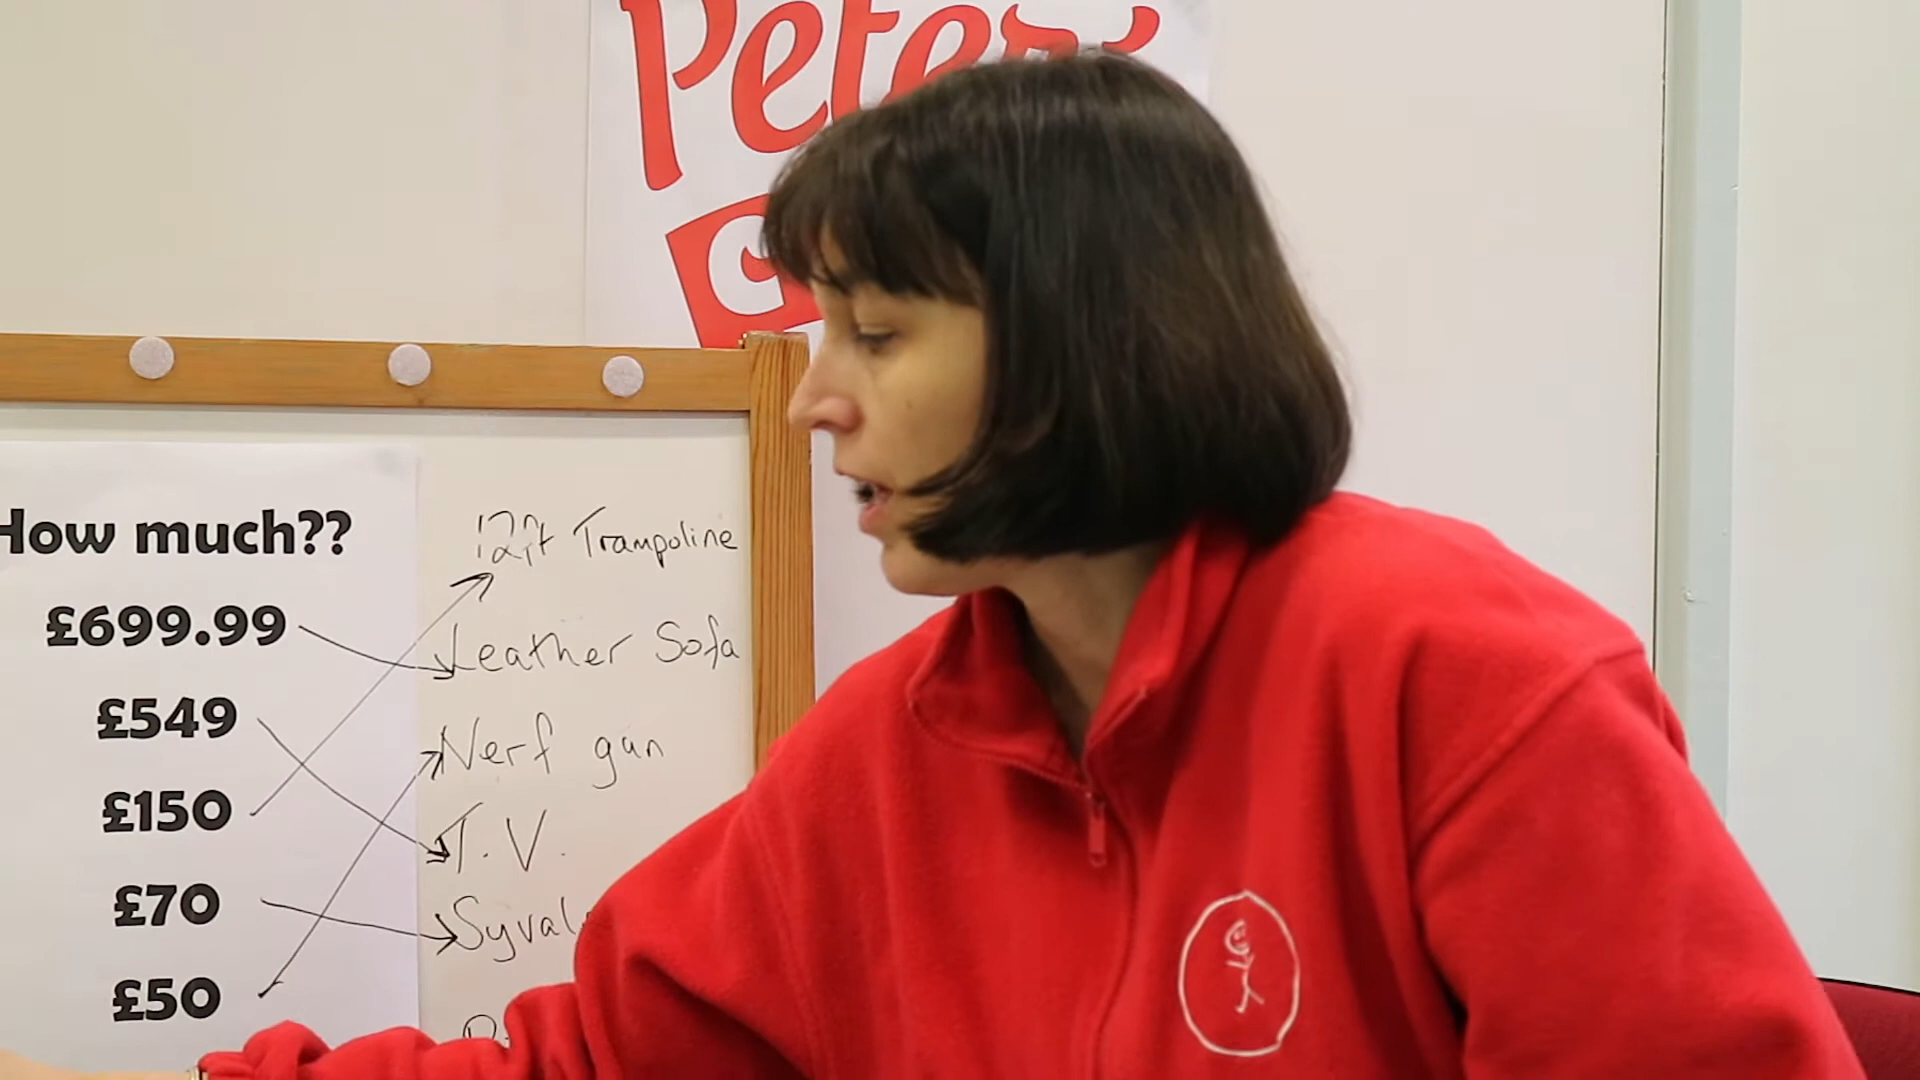 Peter's
How much??
£699.99
£549
£150
£70
£50
12ft Trampoline
Leather Sofa
Nerf gun
T.V.